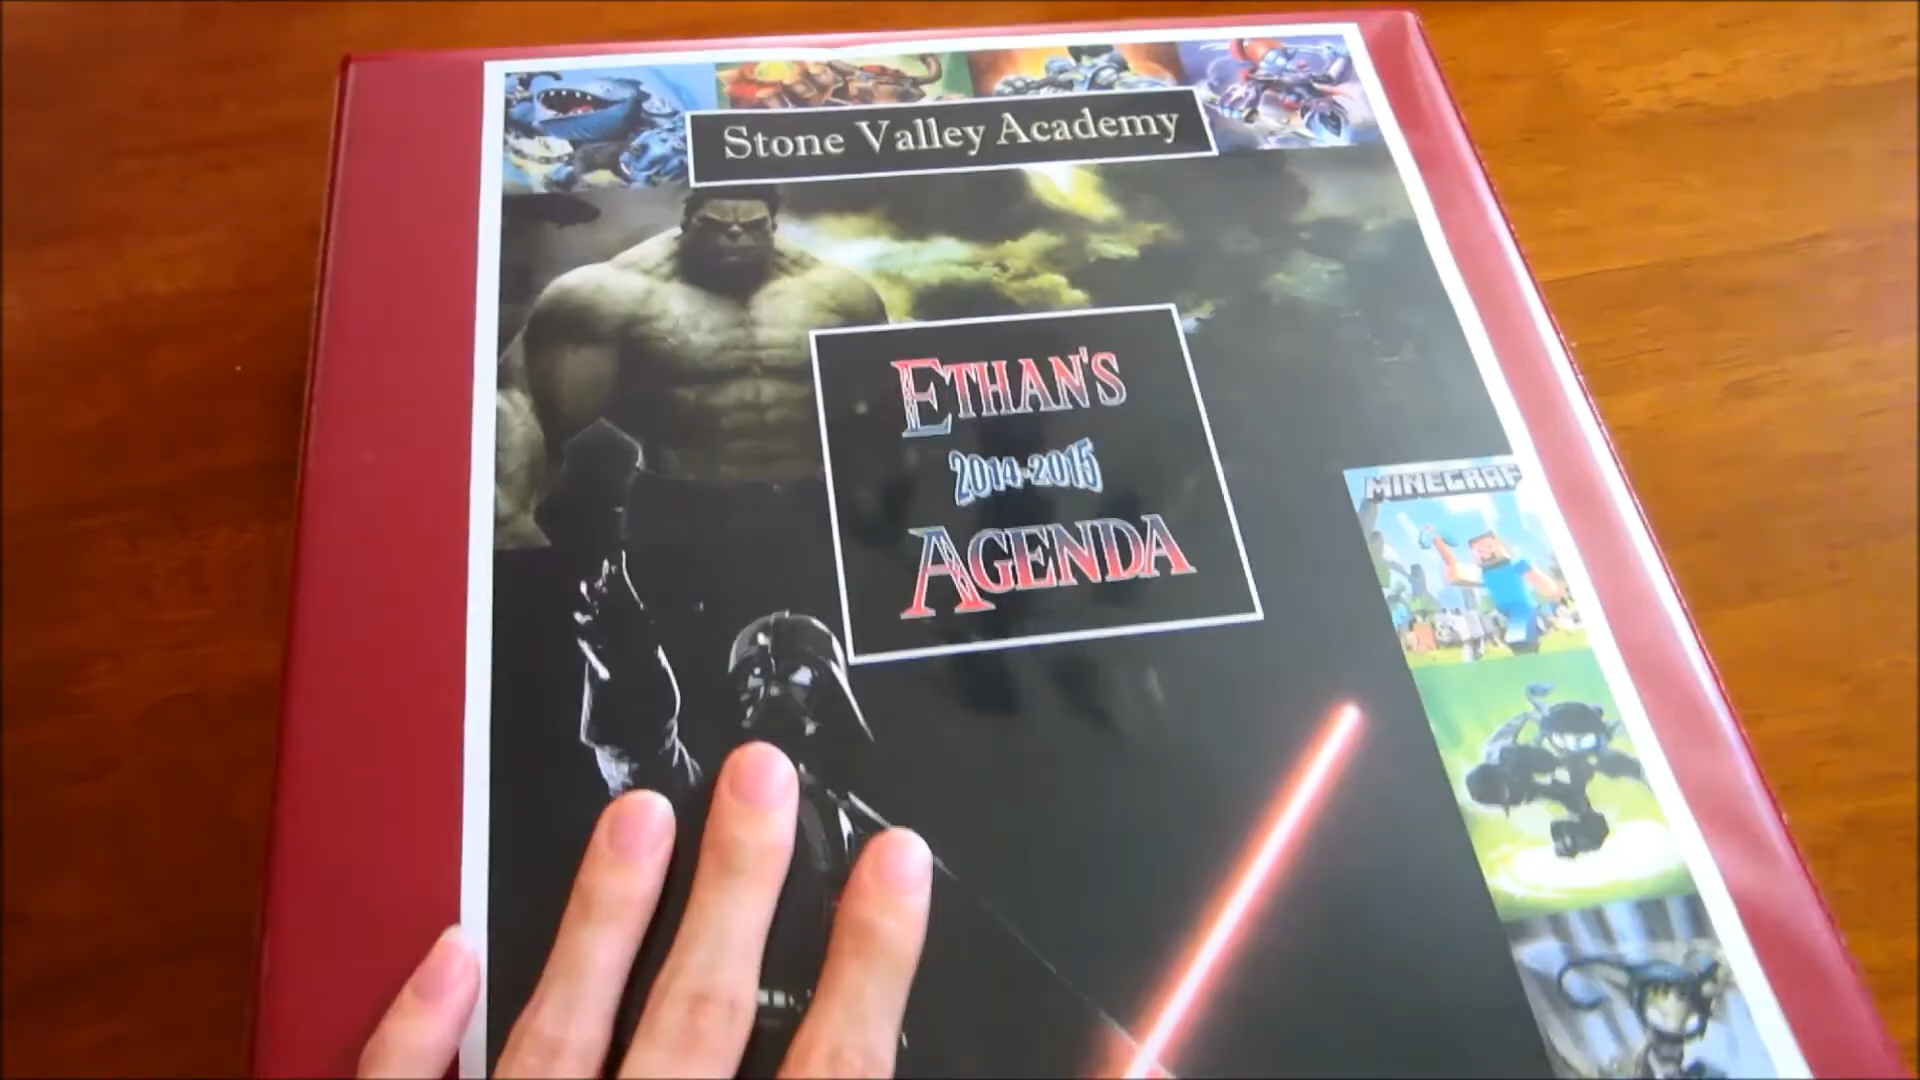 Stone Valley Academy
ETHAN'S
2014-2015
AGENDA
MINECRAF